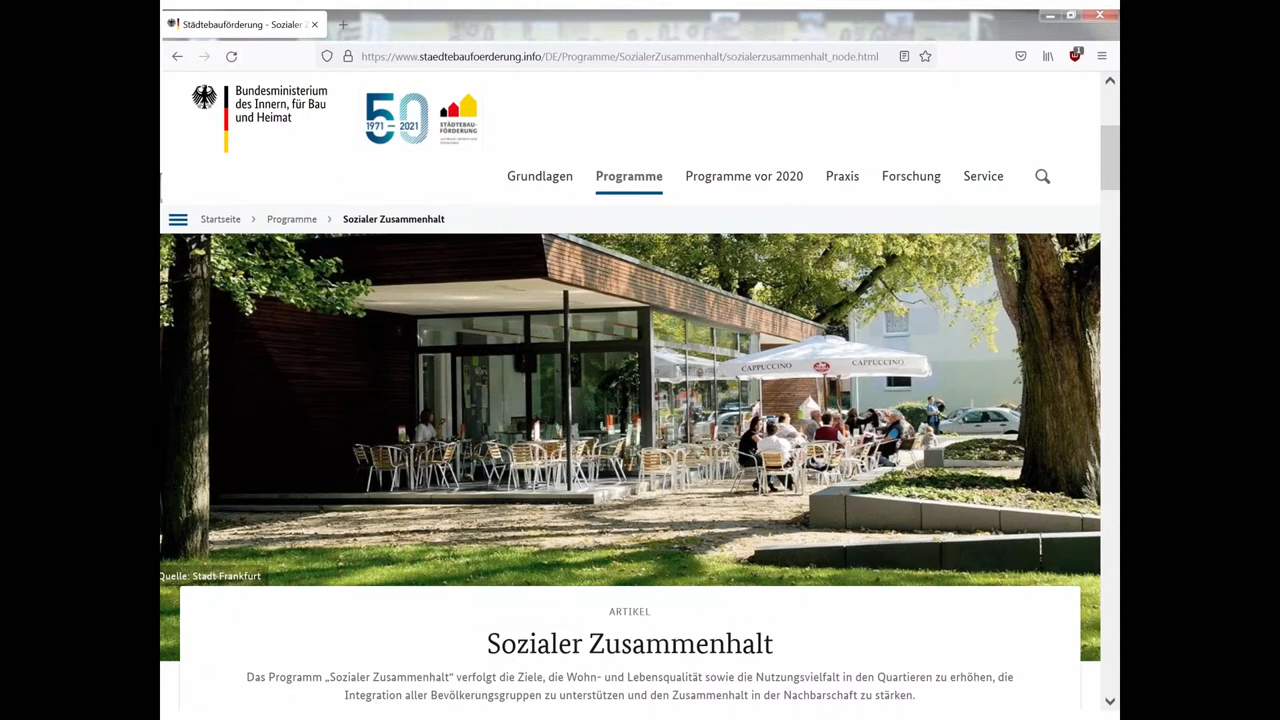 Städtebauförderung - Sozialer Z
https://www.staedtebaufoerderung.info/DE/Programme/SozialerZusammenhalt/sozialerzusammenhalt_node.html
1
Bundesministerium
des Innern, für Bau
und Heimat
50
1971 — 2021
STÄDTEBAU-
FÖRDERUNG
Grundlagen
Programme
Programme vor 2020
Praxis
Forschung
Service
Startseite
Programme
Sozialer Zusammenhalt
CAPPUCCINO
CAPPUCCINO
Quelle: Stadt Frankfurt
ARTIKEL
Sozialer Zusammenhalt
Das Programm „Sozialer Zusammenhalt“ verfolgt die Ziele, die Wohn- und Lebensqualität sowie die Nutzungsvielfalt in den Quartieren zu erhöhen, die
Integration aller Bevölkerungsgruppen zu unterstützen und den Zusammenhalt in der Nachbarschaft zu stärken.